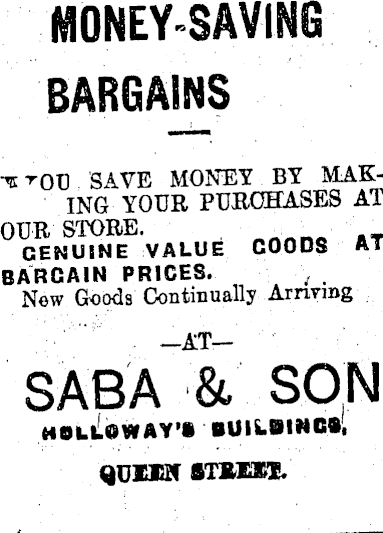 MONEY-SAVING
BARGAINS
YOU SAVE MONEY BY MAK-
ING YOUR PURCHASES AT
OUR STORE.
GENUINE VALUE GOODS AT
BARGAIN PRICES.
New Goods Continually Arriving
—AT—
SABA & SON
HOLLOWAY'S BUILDINGS,
QUEEN STREET.